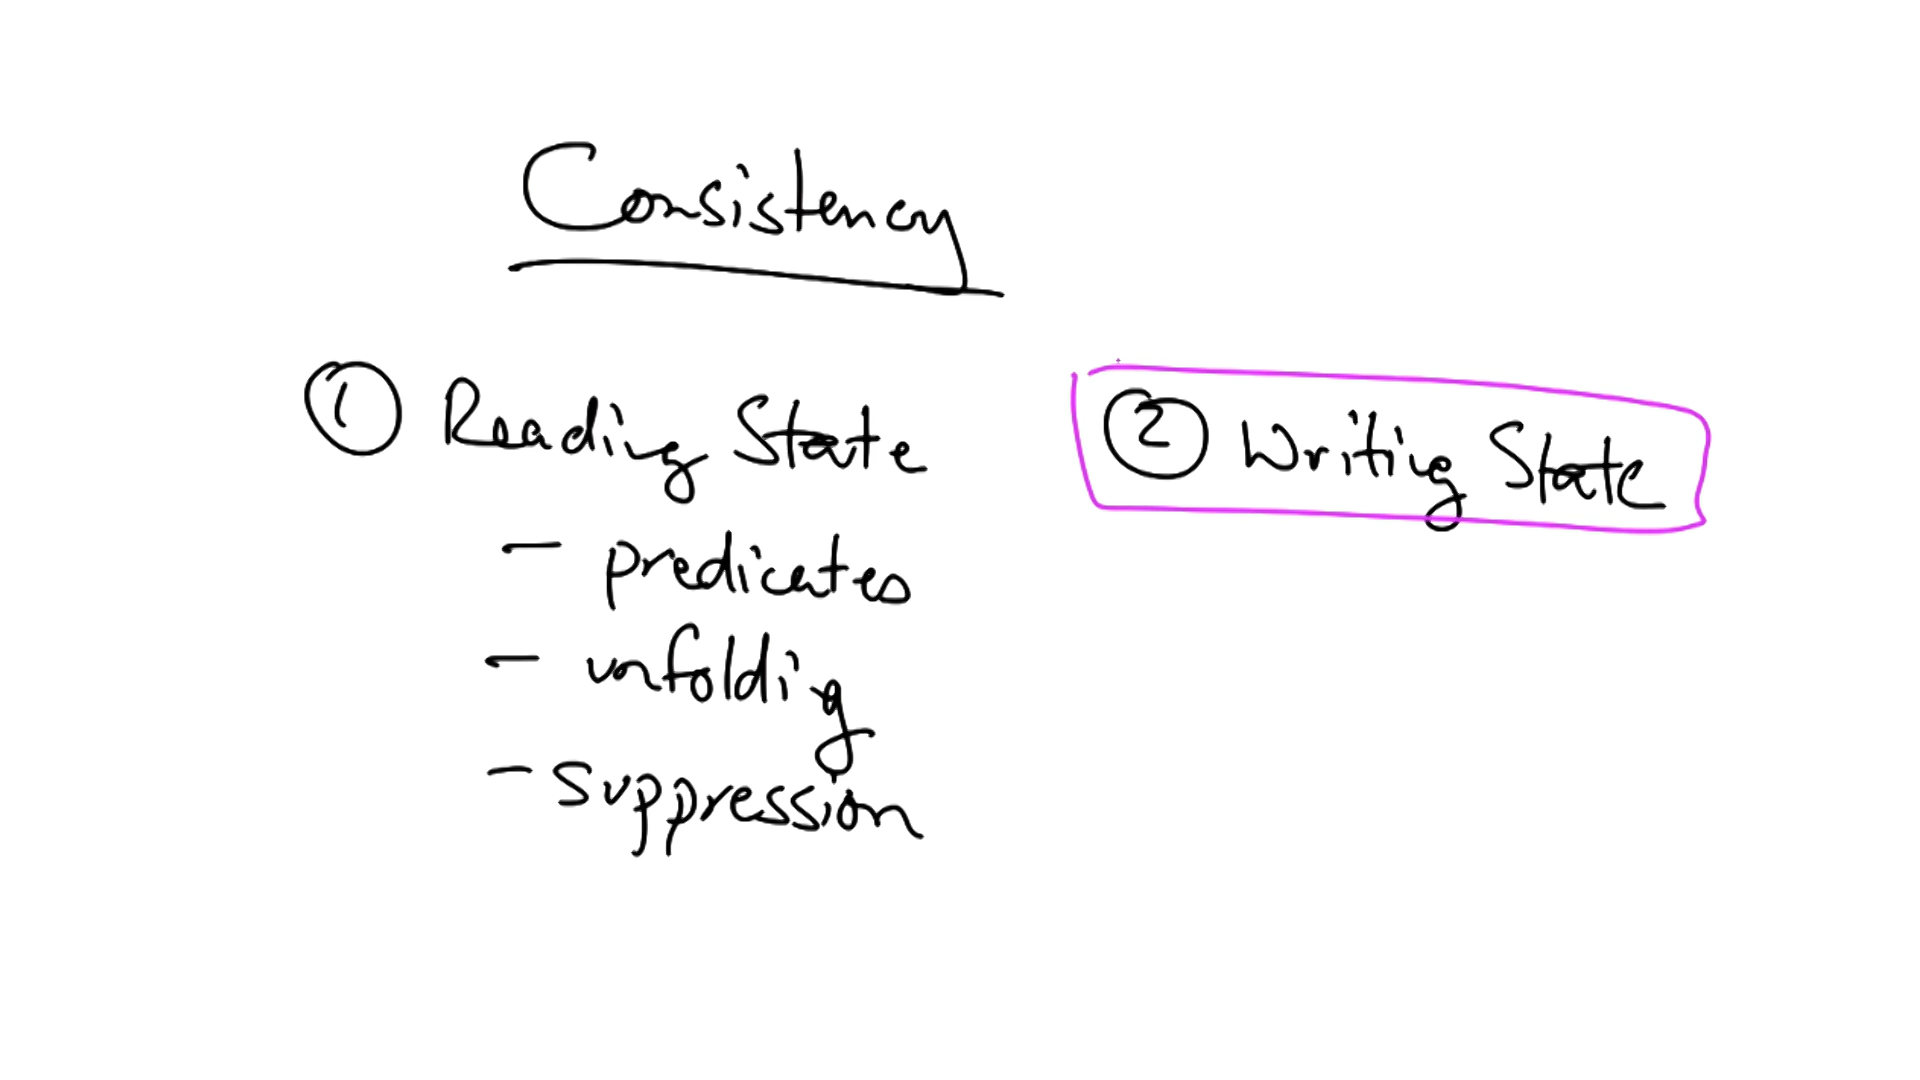 Consistency
① Reading State
② Writing State
- predicates
- unfolding
- suppression